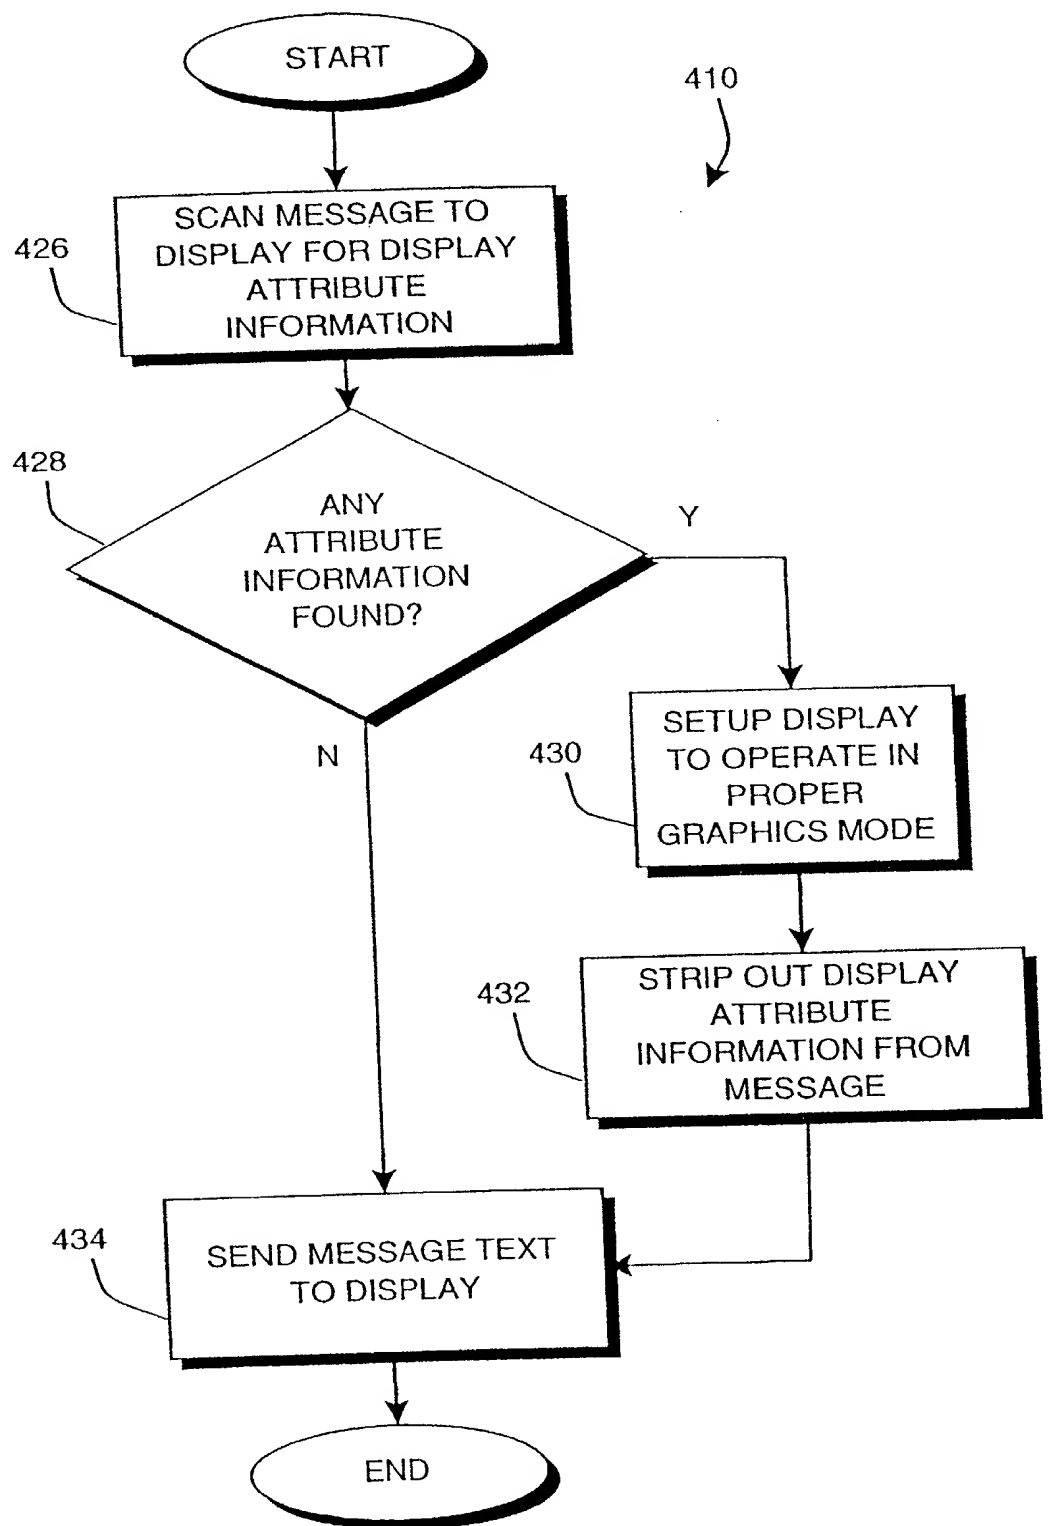 START
410
SCAN MESSAGE TO
DISPLAY FOR DISPLAY
ATTRIBUTE
INFORMATION
426
428
ANY
ATTRIBUTE
INFORMATION
FOUND?
Y
N
SETUP DISPLAY
TO OPERATE IN
PROPER
GRAPHICS MODE
430
STRIP OUT DISPLAY
ATTRIBUTE
INFORMATION FROM
MESSAGE
432
434
SEND MESSAGE TEXT
TO DISPLAY
END